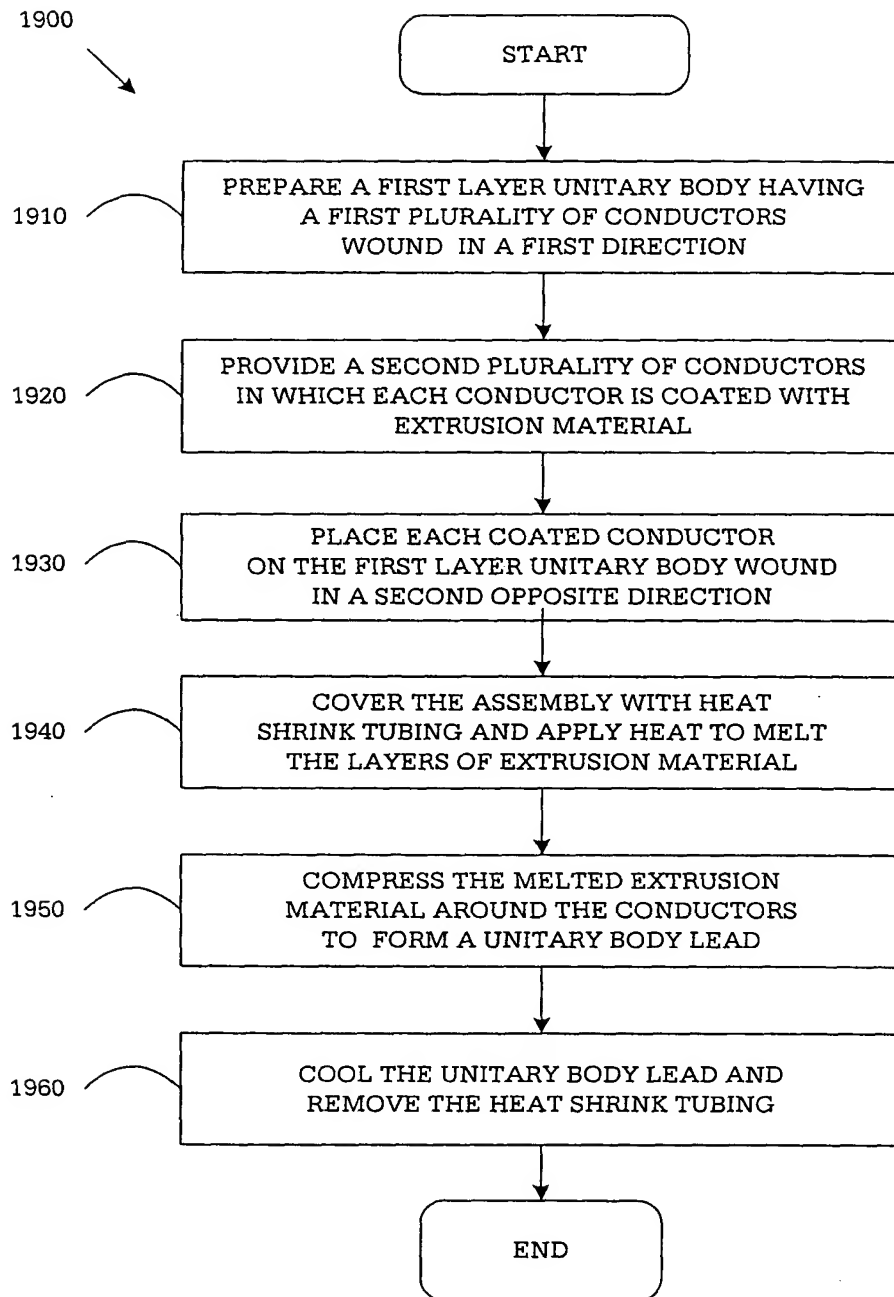 1900
START
1910
PREPARE A FIRST LAYER UNITARY BODY HAVING
A FIRST PLURALITY OF CONDUCTORS
WOUND IN A FIRST DIRECTION
1920
PROVIDE A SECOND PLURALITY OF CONDUCTORS
IN WHICH EACH CONDUCTOR IS COATED WITH
EXTRUSION MATERIAL
1930
PLACE EACH COATED CONDUCTOR
ON THE FIRST LAYER UNITARY BODY WOUND
IN A SECOND OPPOSITE DIRECTION
1940
COVER THE ASSEMBLY WITH HEAT
SHRINK TUBING AND APPLY HEAT TO MELT
THE LAYERS OF EXTRUSION MATERIAL
1950
COMPRESS THE MELTED EXTRUSION
MATERIAL AROUND THE CONDUCTORS
TO FORM A UNITARY BODY LEAD
1960
COOL THE UNITARY BODY LEAD AND
REMOVE THE HEAT SHRINK TUBING
END